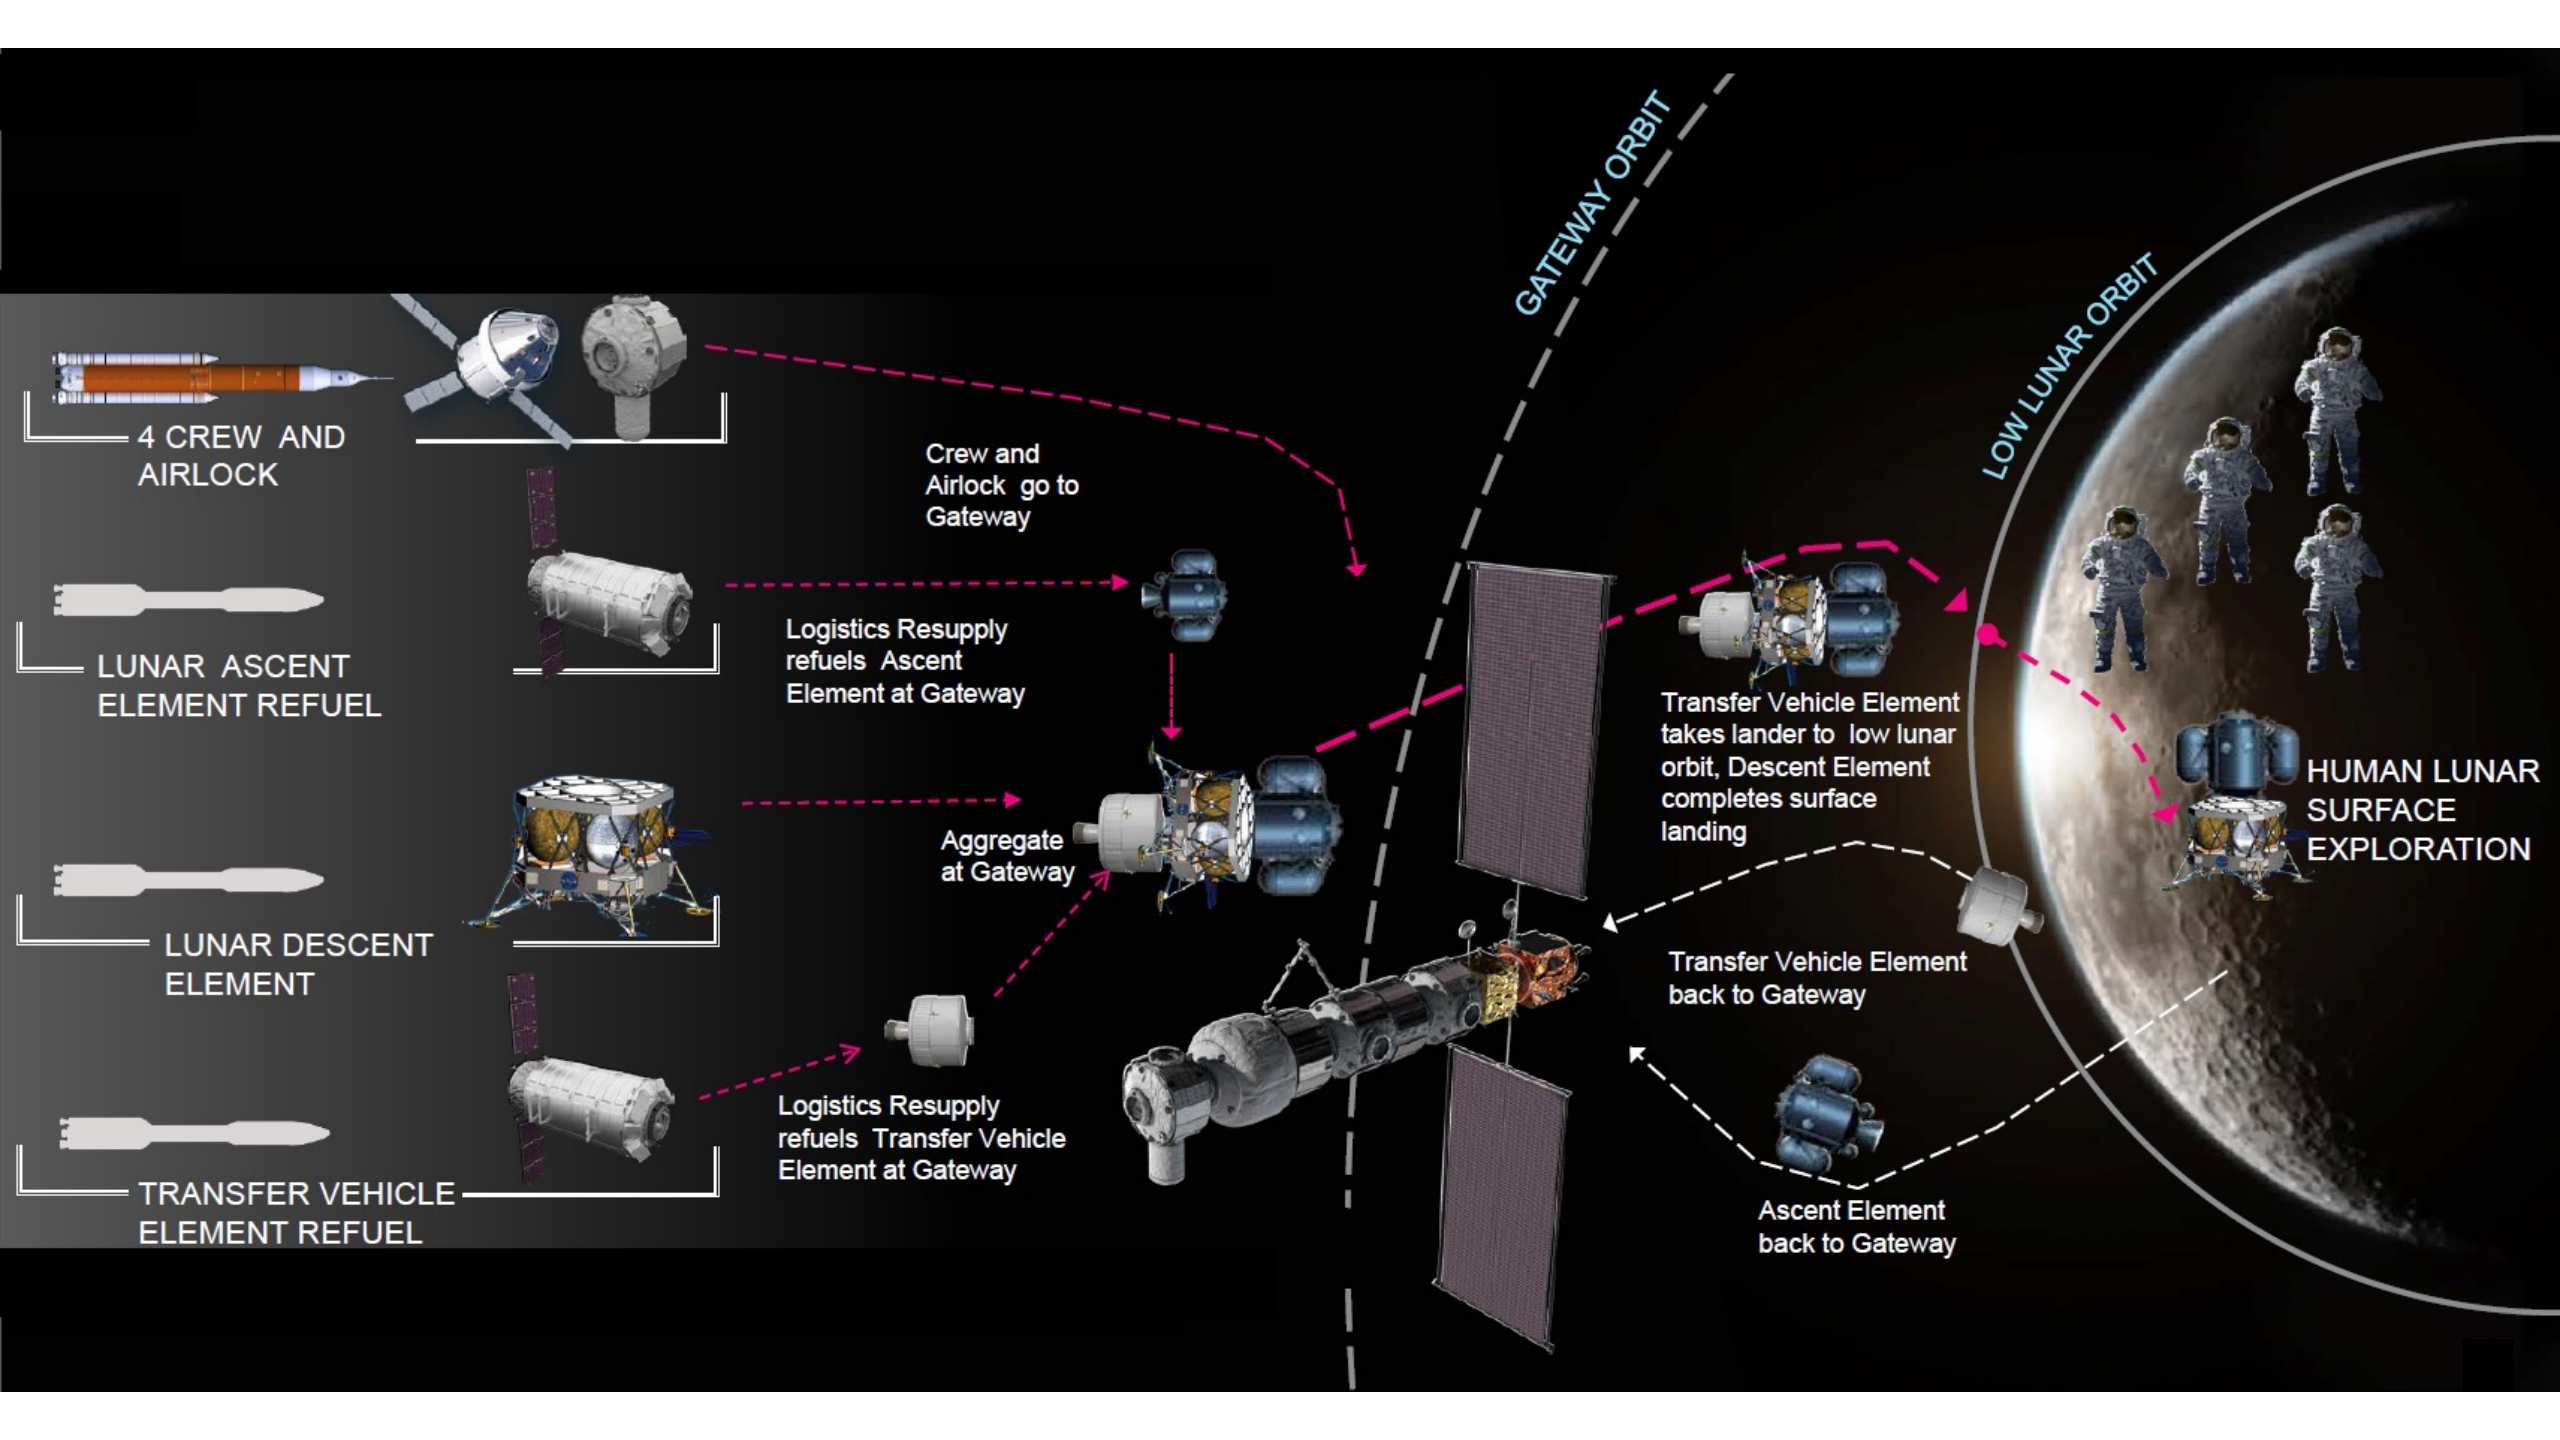 GATEWAY ORBIT
LOW LUNAR ORBIT
4 CREW AND
AIRLOCK
Crew and
Airlock go to
Gateway
LUNAR ASCENT
ELEMENT REFUEL
Logistics Resupply
refuels Ascent
Element at Gateway
LUNAR DESCENT
ELEMENT
Aggregate
at Gateway
TRANSFER VEHICLE
ELEMENT REFUEL
Logistics Resupply
refuels Transfer Vehicle
Element at Gateway
Transfer Vehicle Element
takes lander to low lunar
orbit, Descent Element
completes surface
landing
HUMAN LUNAR
SURFACE
EXPLORATION
Transfer Vehicle Element
back to Gateway
Ascent Element
back to Gateway